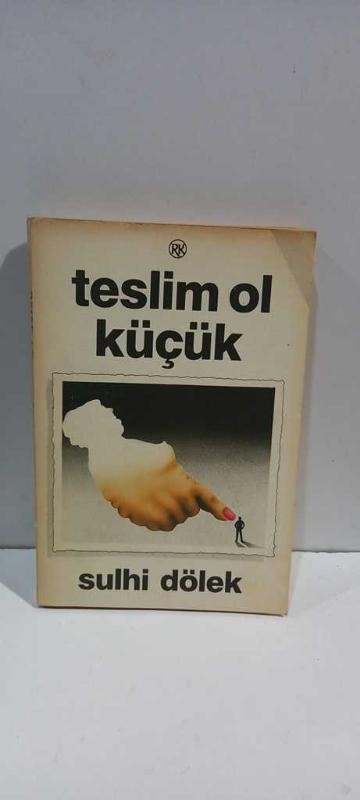 RK
teslim ol
küçük
sulhi dölek